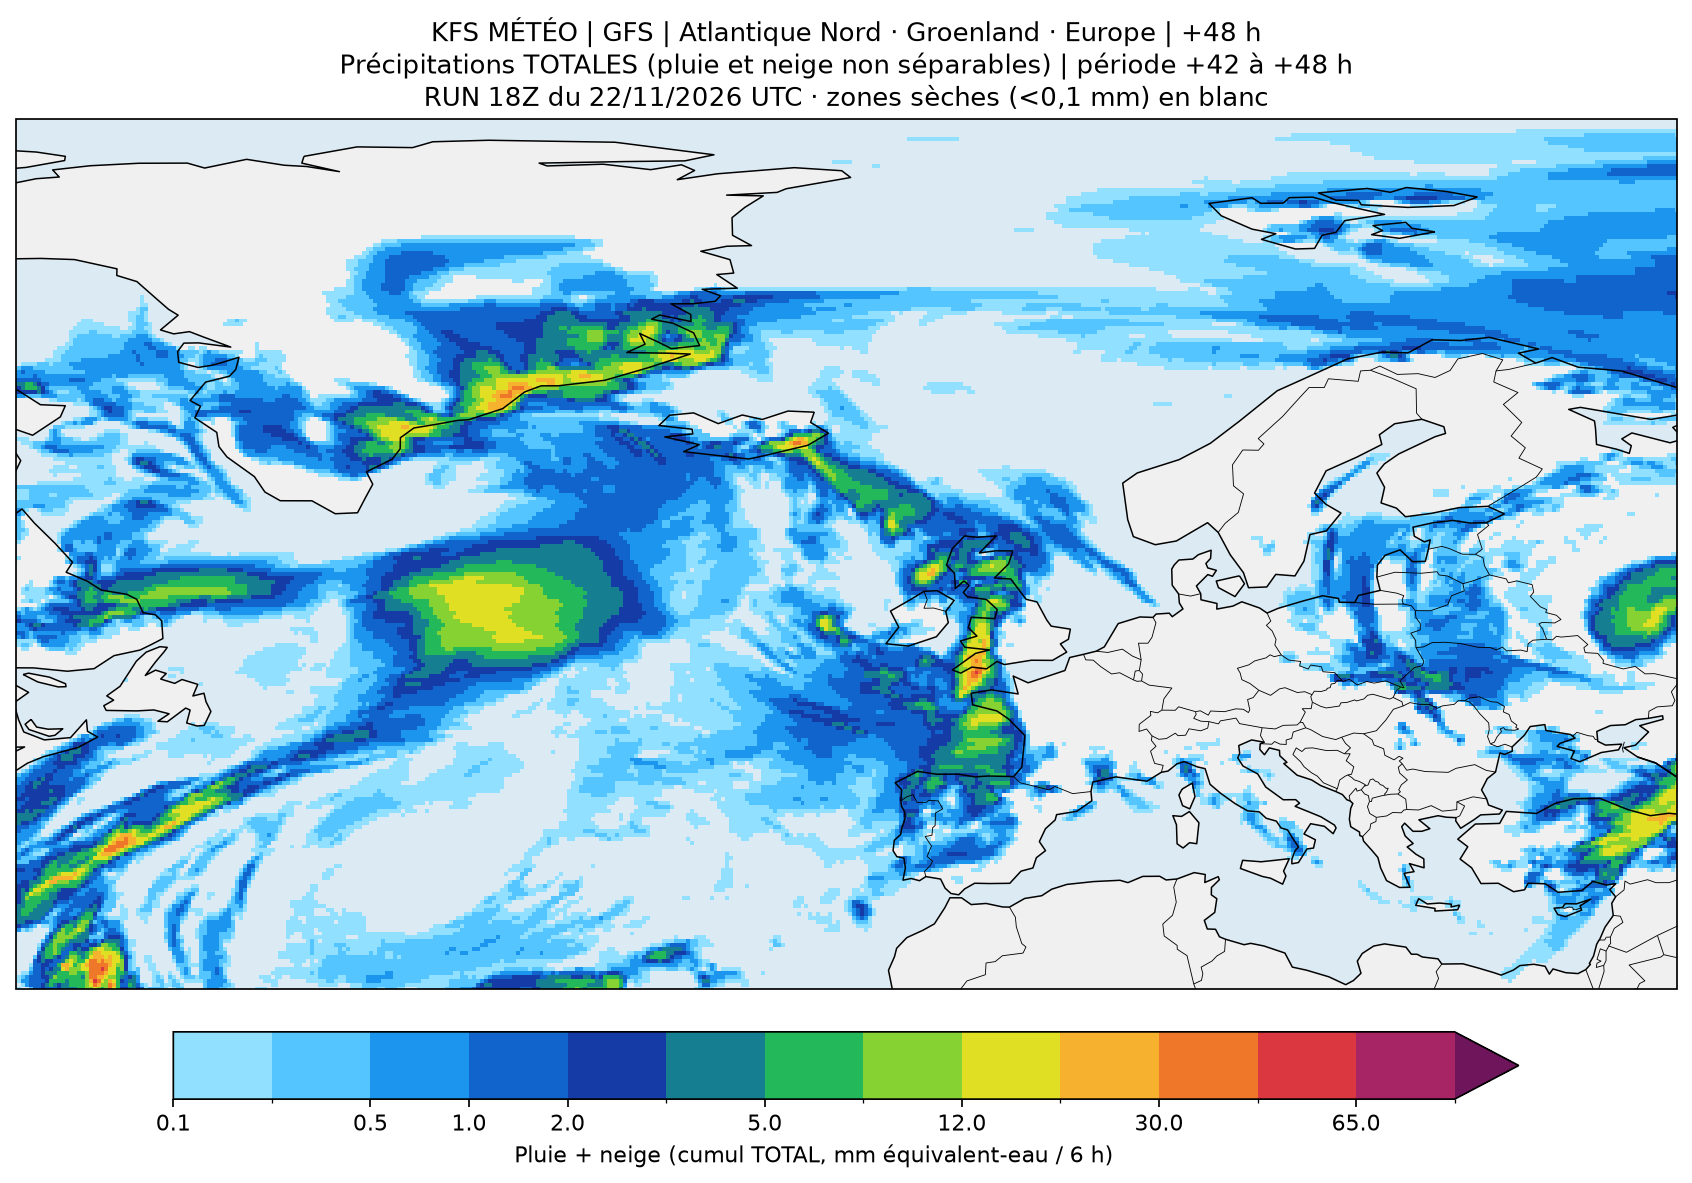 KFS MÉTÉO | GFS | Atlantique Nord · Groenland · Europe | +48 h
Précipitations TOTALES (pluie et neige non séparables) | période +42 à +48 h
RUN 18Z du 22/11/2026 UTC · zones sèches (<0,1 mm) en blanc
0.1 0.5 1.0 2.0 5.0 12.0 30.0 65.0
Pluie + neige (cumul TOTAL, mm équivalent-eau / 6 h)